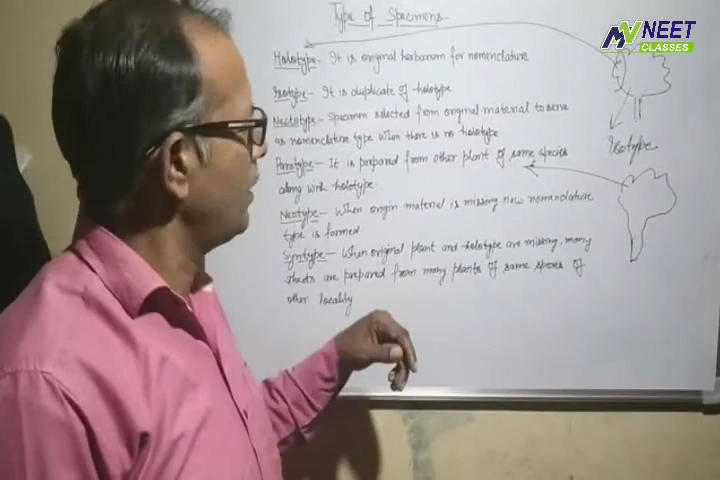 Type of Specimens
MV NEET
CLASSES
Holotype- It is original herbarium for nomenclature
Isotype- It is duplicate of holotype
Nectotype- Specimen selected from original material to serve
as nomenclature type when there is no holotype
Isotype
Paratype- It is prepared from other plant of same species
along with holotype.
Neotype- When origin material is missing new nomenclature
type is formed
Syntype- When original plant and holotype are missing, many
sheets are prepared from many plants of same species of
other locality